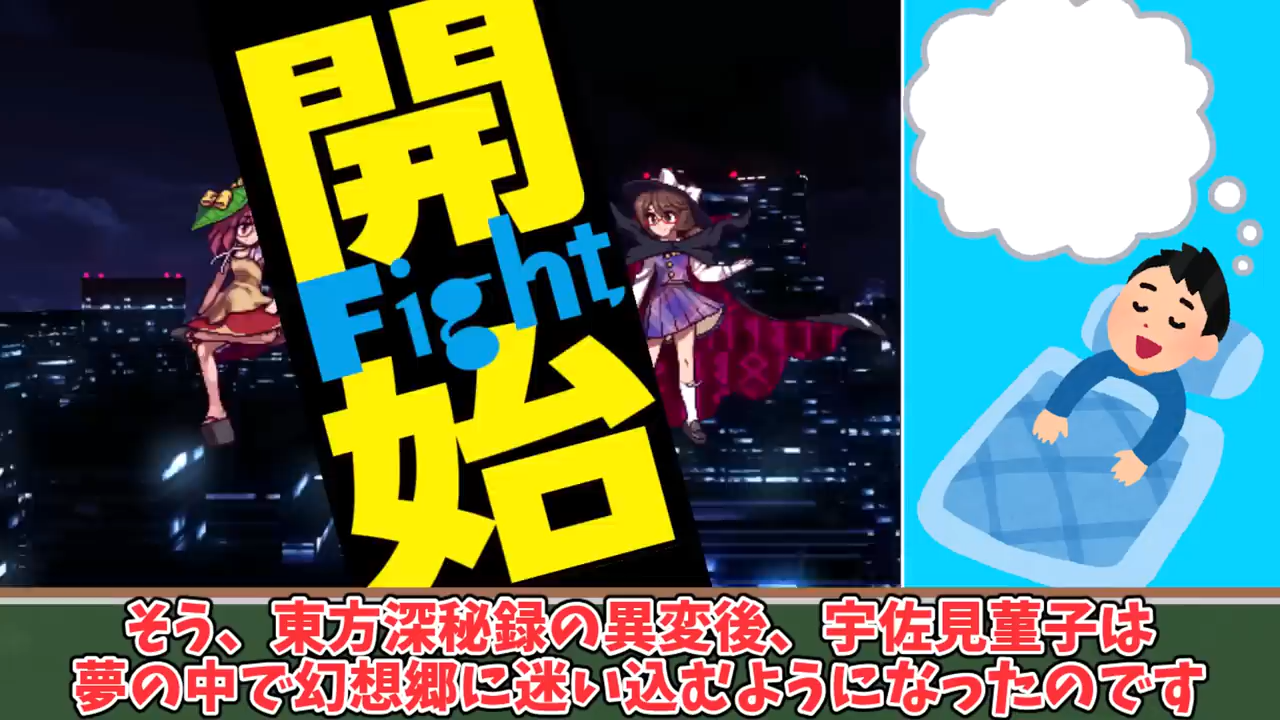 開
Fight
始
そう、東方深秘録の異変後、宇佐見菫子は
夢の中で幻想郷に迷い込むようになったのです